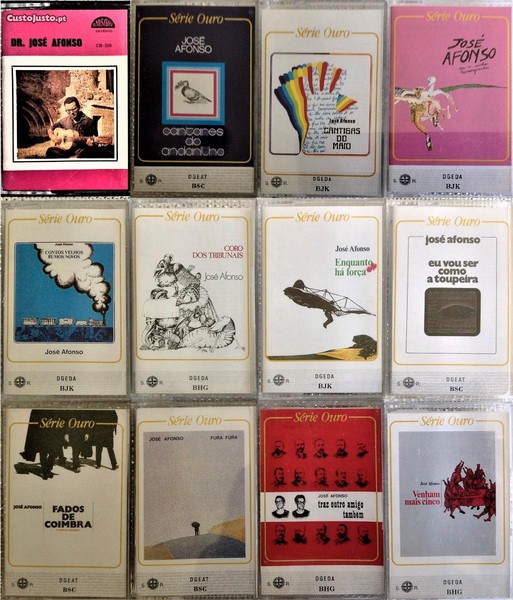 CustoJusto.pt
DR. JOSÉ AFONSO
Série Ouro
JOSÉ
AFONSO
cantares
do
andarilho
S. R.
DGEAT
BSC
Série Ouro
José Afonso
CANTIGAS
DO
MAIO
S. R.
DGEDA
BJK
Série Ouro
JOSÉ
AFONSO
S. R.
DGEDA
BJK
Série Ouro
José Afonso
CONTOS VELHOS
RUMOS NOVOS
José Afonso
S. R.
DGEDA
BJK
Série Ouro
CORO
DOS TRIBUNAIS
José Afonso
S. R.
DGEDA
BHG
Série Ouro
José Afonso
Enquanto
há força
S. R.
DGEDA
BJK
Série Ouro
josé afonso
eu vou ser
como
a toupeira
S. R.
DGEAT
BSC
Série Ouro
JOSÉ AFONSO
FADOS
DE
COIMBRA
S. R.
DGEAT
BSC
Série Ouro
JOSÉ AFONSO FURA FURA
S. R.
DGEAT
BSC
Série Ouro
JOSÉ AFONSO
traz outro amigo
também
S. R.
DGEDA
BHG
Série Ouro
José Afonso
Venham
mais cinco
S. R.
DGEDA
BHG